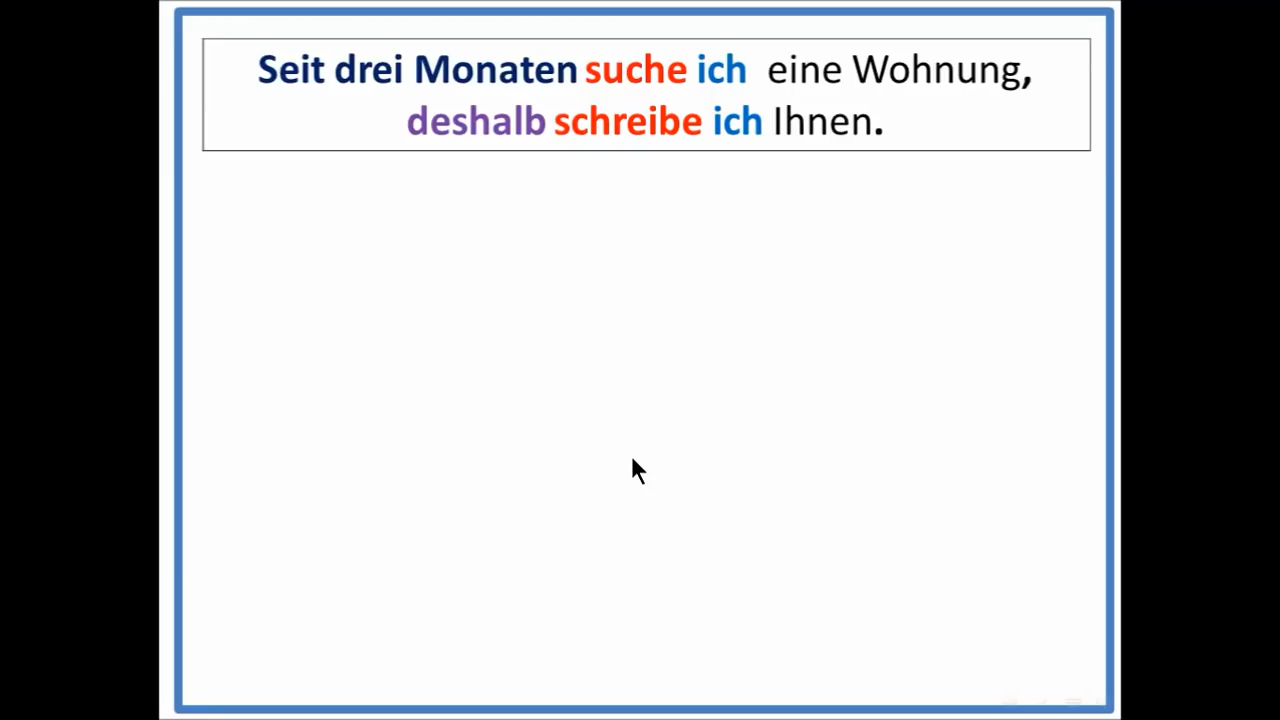 Seit drei Monaten suche ich eine Wohnung,
deshalb schreibe ich Ihnen.